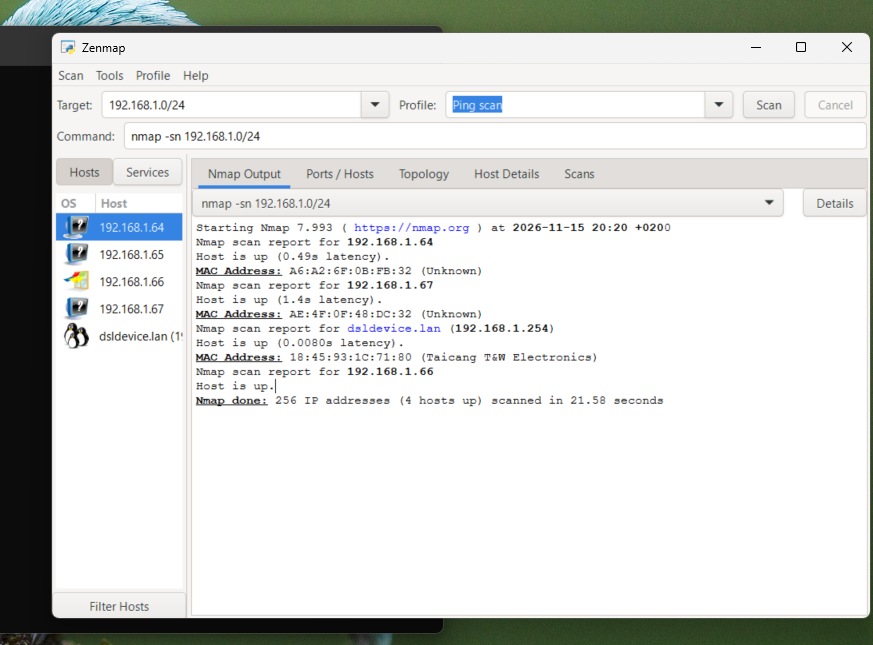 Zenmap
Scan Tools Profile Help
Target: 192.168.1.0/24 Profile: Ping scan Scan Cancel
Command: nmap -sn 192.168.1.0/24
Hosts Services
Nmap Output Ports / Hosts Topology Host Details Scans
OS Host
nmap -sn 192.168.1.0/24 Details
192.168.1.64
192.168.1.65
192.168.1.66
192.168.1.67
dsldevice.lan (19
Starting Nmap 7.993 ( https://nmap.org ) at 2026-11-15 20:20 +0200
Nmap scan report for 192.168.1.64
Host is up (0.49s latency).
MAC Address: A6:A2:6F:0B:FB:32 (Unknown)
Nmap scan report for 192.168.1.67
Host is up (1.4s latency).
MAC Address: AE:4F:0F:48:DC:32 (Unknown)
Nmap scan report for dsldevice.lan (192.168.1.254)
Host is up (0.0080s latency).
MAC Address: 18:45:93:1C:71:80 (Taicang T&W Electronics)
Nmap scan report for 192.168.1.66
Host is up.
Nmap done: 256 IP addresses (4 hosts up) scanned in 21.58 seconds
Filter Hosts